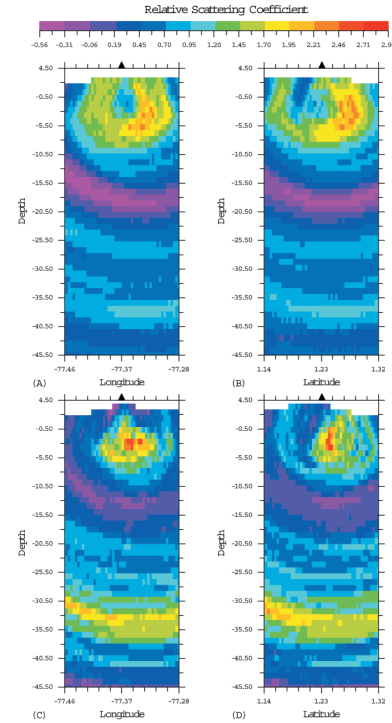 Relative Scattering Coefficient
-0.56 -0.31 -0.06 0.19 0.45 0.70 0.95 1.20 1.45 1.70 1.95 2.21 2.46 2.71 2.9
4.50 4.50
-0.50 -0.50
-5.50 -5.50
-10.50 -10.50
-15.50 -15.50
Depth Depth
-20.50 -20.50
-25.50 -25.50
-30.50 -30.50
-35.50 -35.50
-40.50 -40.50
-45.50 -45.50
-77.46 -77.37 -77.28 1.14 1.23 1.32
(A) Longitude (B) Latitude
4.50 4.50
-0.50 -0.50
-5.50 -5.50
-10.50 -10.50
-15.50 -15.50
Depth Depth
-20.50 -20.50
-25.50 -25.50
-30.50 -30.50
-35.50 -35.50
-40.50 -40.50
-45.50 -45.50
-77.46 -77.37 -77.28 1.14 1.23 1.32
(C) Longitude (D) Latitude